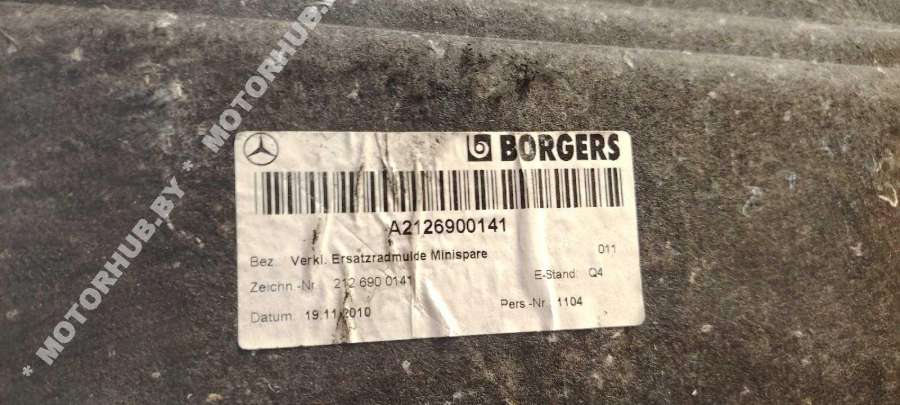 * MOTORHUB.BY * MOTORHUB.BY *
BORGERS
A2126900141
Bez.: Verkl. Ersatzradmulde Minispare 011
Zeichn.-Nr. 212 690 0141 E-Stand: Q4
Datum: 19.11.2010 Pers.-Nr.: 1104